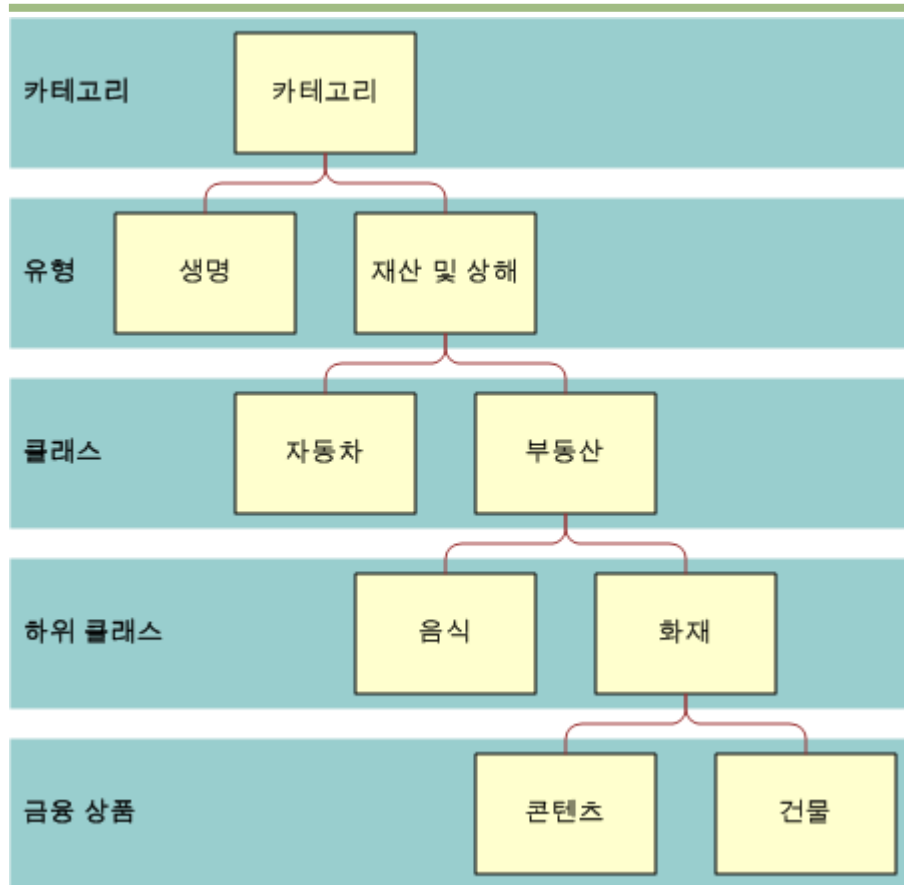 카테고리
카테고리
유형
생명
재산 및 상해
클래스
자동차
부동산
하위 클래스
음식
화재
금융 상품
콘텐츠
건물